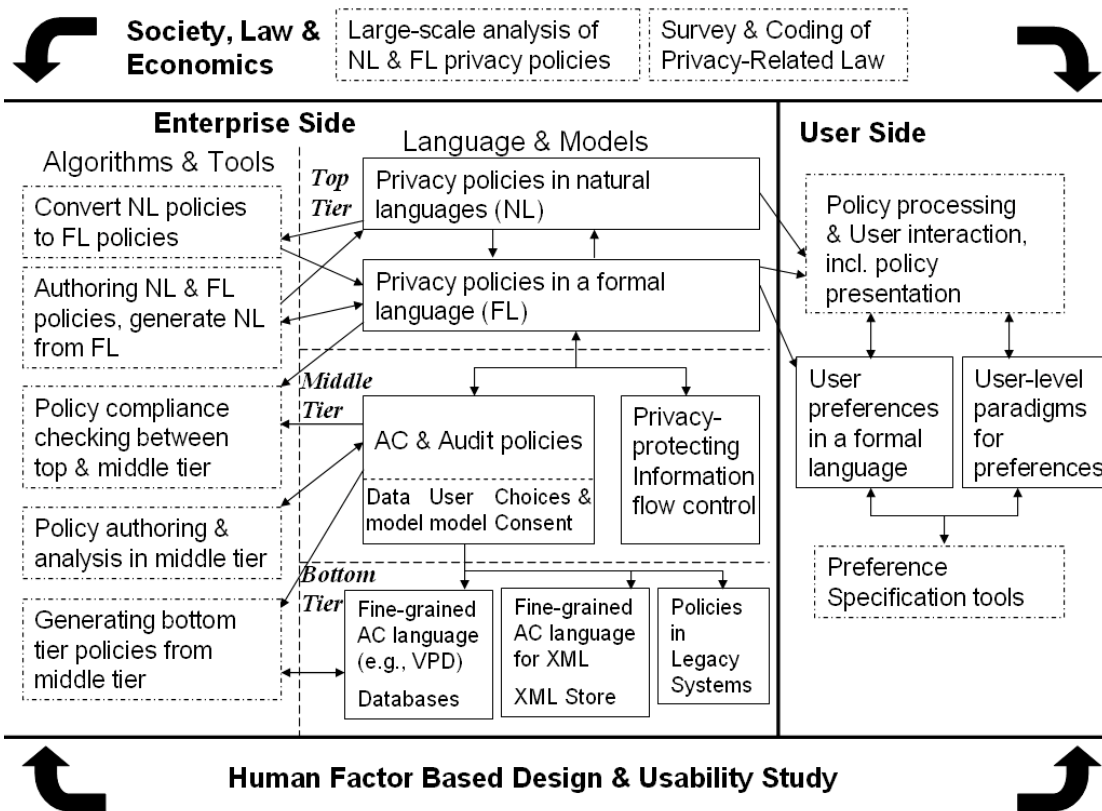 Society, Law &
Economics
Large-scale analysis of
NL & FL privacy policies
Survey & Coding of
Privacy-Related Law
Enterprise Side
Algorithms & Tools
Convert NL policies
to FL policies
Authoring NL & FL
policies, generate NL
from FL
Policy compliance
checking between
top & middle tier
Policy authoring &
analysis in middle tier
Generating bottom
tier policies from
middle tier
Language & Models
Top
Tier
Privacy policies in natural
languages (NL)
Privacy policies in a formal
language (FL)
Middle
Tier
AC & Audit policies
Data User Choices &
model model Consent
Privacy-
protecting
Information
flow control
Bottom
Tier
Fine-grained
AC language
(e.g., VPD)
Databases
Fine-grained
AC language
for XML
XML Store
Policies
in
Legacy
Systems
User Side
Policy processing
& User interaction,
incl. policy
presentation
User
preferences
in a formal
language
User-level
paradigms
for
preferences
Preference
Specification tools
Human Factor Based Design & Usability Study